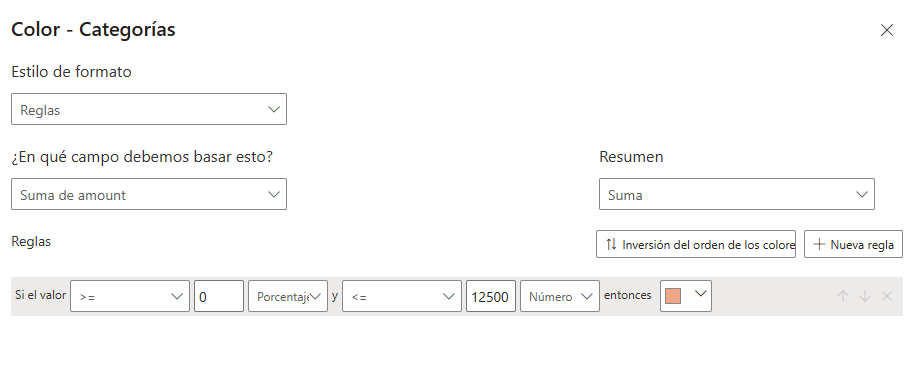 Color - Categorías
Estilo de formato
Reglas
¿En qué campo debemos basar esto?
Resumen
Suma de amount
Suma
Reglas
Inversión del orden de los colore
Nueva regla
Si el valor >= 0 Porcentaje y <= 12500 Número entonces